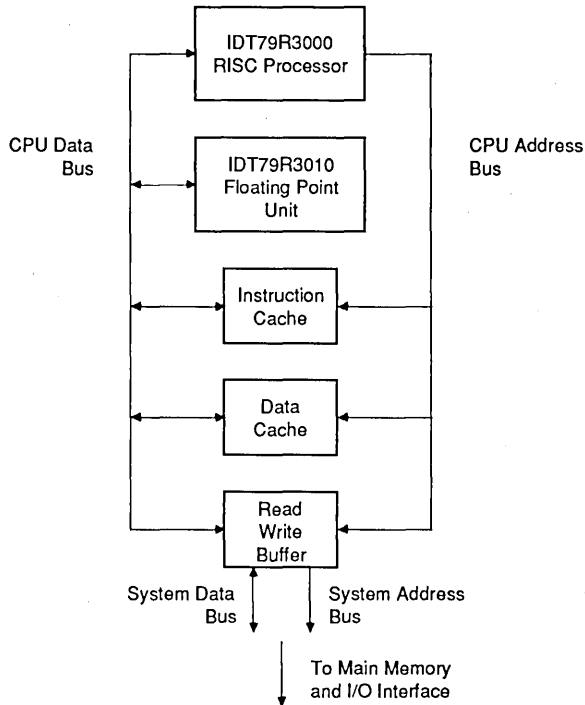 IDT79R3000
RISC Processor
CPU Data
Bus
CPU Address
Bus
IDT79R3010
Floating Point
Unit
Instruction
Cache
Data
Cache
Read
Write
Buffer
System Data
Bus
System Address
Bus
To Main Memory
and I/O Interface